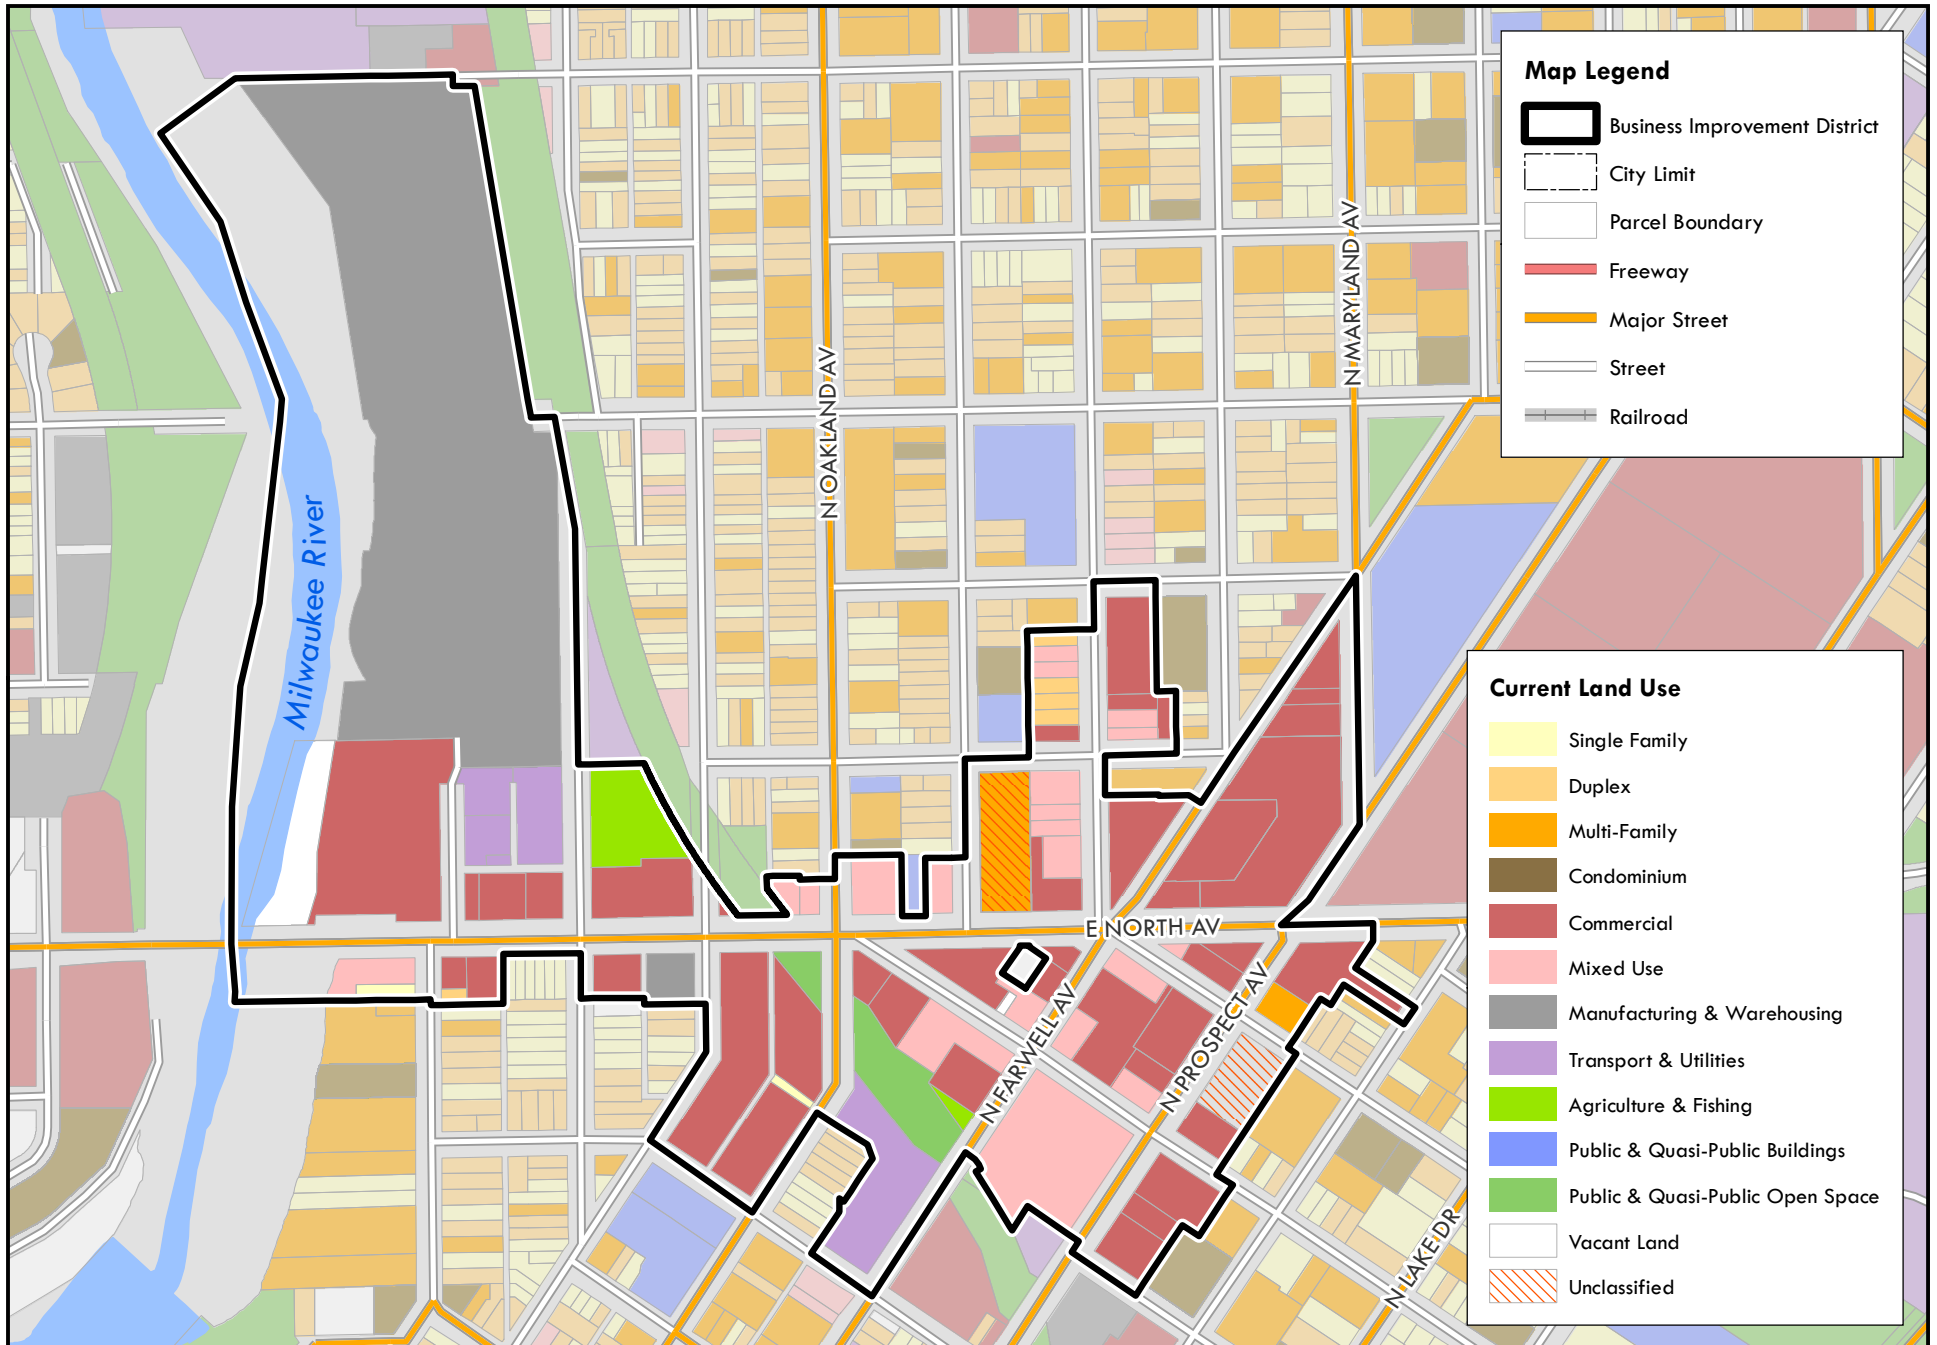 Map Legend
Business Improvement District
City Limit
Parcel Boundary
Freeway
Major Street
Street
Railroad
N MARYLAND AV
N OAKLAND AV
Milwaukee River
E NORTH AV
N FARWELL AV
N PROSPECT AV
N LAKE DR
Current Land Use
Single Family
Duplex
Multi-Family
Condominium
Commercial
Mixed Use
Manufacturing & Warehousing
Transport & Utilities
Agriculture & Fishing
Public & Quasi-Public Buildings
Public & Quasi-Public Open Space
Vacant Land
Unclassified